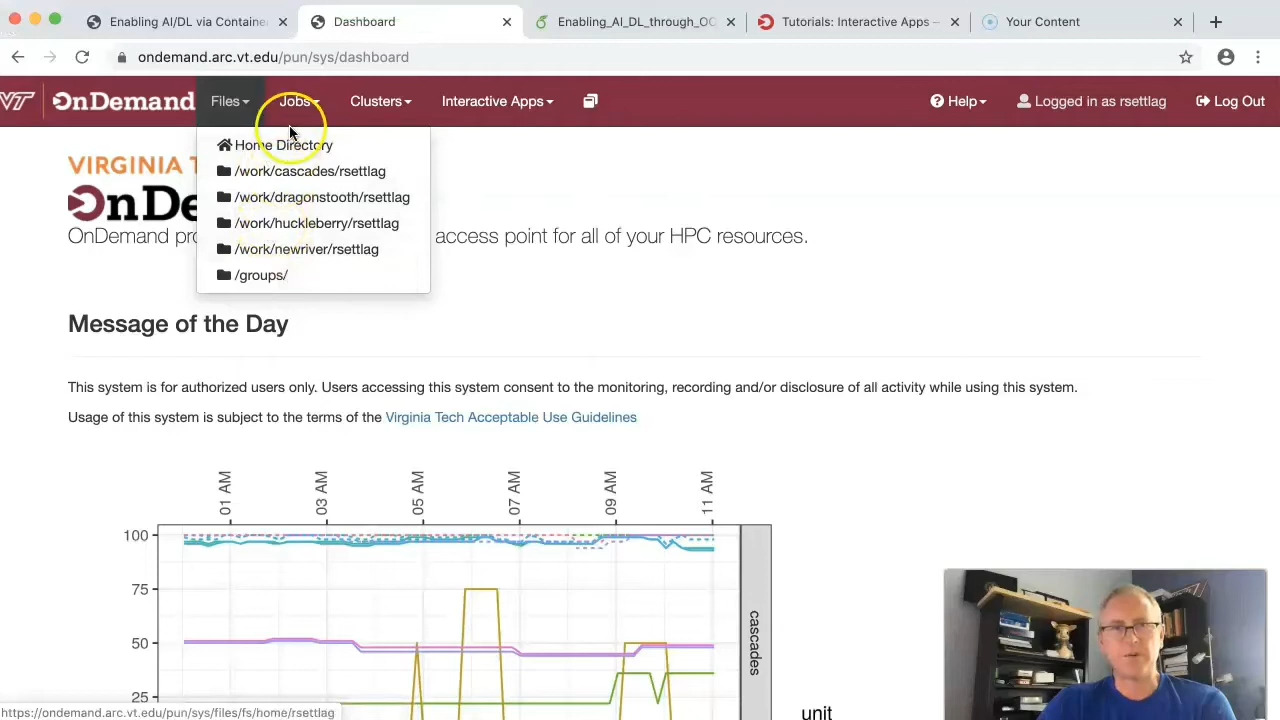 Enabling AI/DL via Containe
Dashboard
Enabling_AI_DL_through_OO
Tutorials: Interactive Apps –
Your Content
ondemand.arc.vt.edu/pun/sys/dashboard
VT
OnDemand
Files
Jobs
Clusters
Interactive Apps
Help
Logged in as rsettlag
Log Out
Home Directory
/work/cascades/rsettlag
/work/dragonstooth/rsettlag
/work/huckleberry/rsettlag
/work/newriver/rsettlag
/groups/
VIRGINIA T
OnDe
OnDemand pro
access point for all of your HPC resources.
Message of the Day
This system is for authorized users only. Users accessing this system consent to the monitoring, recording and/or disclosure of all activity while using this system.
Usage of this system is subject to the terms of the Virginia Tech Acceptable Use Guidelines
01 AM
03 AM
05 AM
07 AM
09 AM
11 AM
100
75
50
25
cascades
unit
https://ondemand.arc.vt.edu/pun/sys/files/fs/home/rsettlag